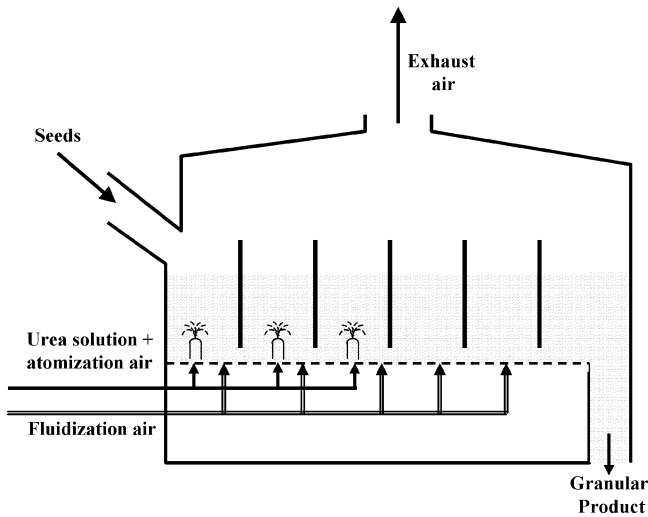 Exhaust
air
Seeds
Urea solution +
atomization air
Fluidization air
Granular
Product